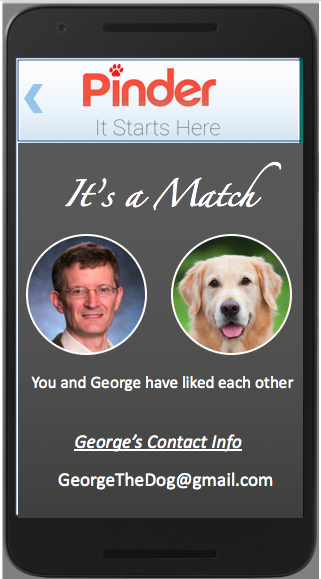 Pinder
It Starts Here
It's a Match
You and George have liked each other
George's Contact Info
GeorgeTheDog@gmail.com